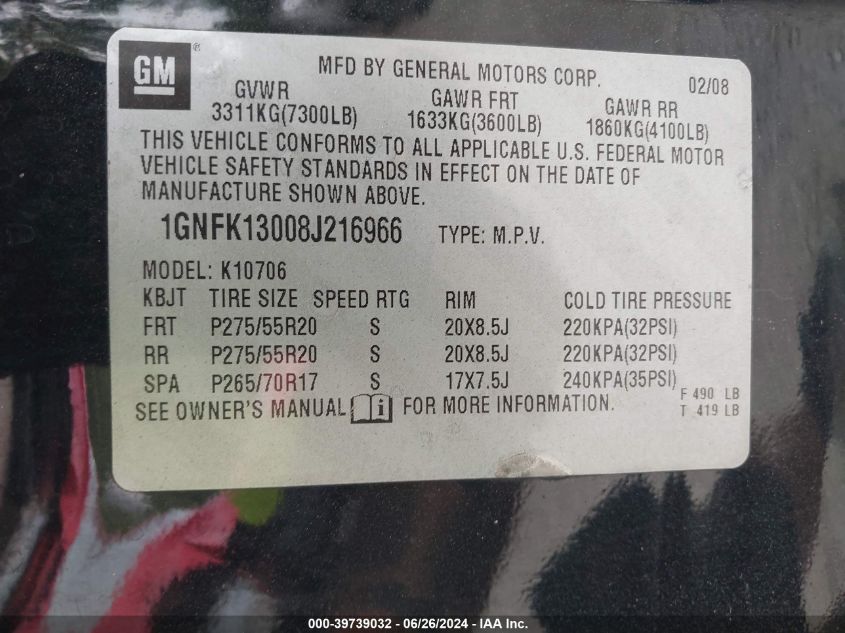 GM ® MFD BY GENERAL MOTORS CORP. 02/08
GVWR GAWR FRT GAWR RR
3311KG(7300LB) 1633KG(3600LB) 1860KG(4100LB)
THIS VEHICLE CONFORMS TO ALL APPLICABLE U.S. FEDERAL MOTOR
VEHICLE SAFETY STANDARDS IN EFFECT ON THE DATE OF
MANUFACTURE SHOWN ABOVE.
1GNFK13008J216966 TYPE: M.P.V.
MODEL: K10706
KBJT TIRE SIZE SPEED RTG RIM COLD TIRE PRESSURE
FRT P275/55R20 S 20X8.5J 220KPA(32PSI)
RR P275/55R20 S 20X8.5J 220KPA(32PSI)
SPA P265/70R17 S 17X7.5J 240KPA(35PSI)
F 490 LB
SEE OWNER'S MANUAL i FOR MORE INFORMATION. T 419 LB
000-39739032 - 06/26/2024 - IAA Inc.